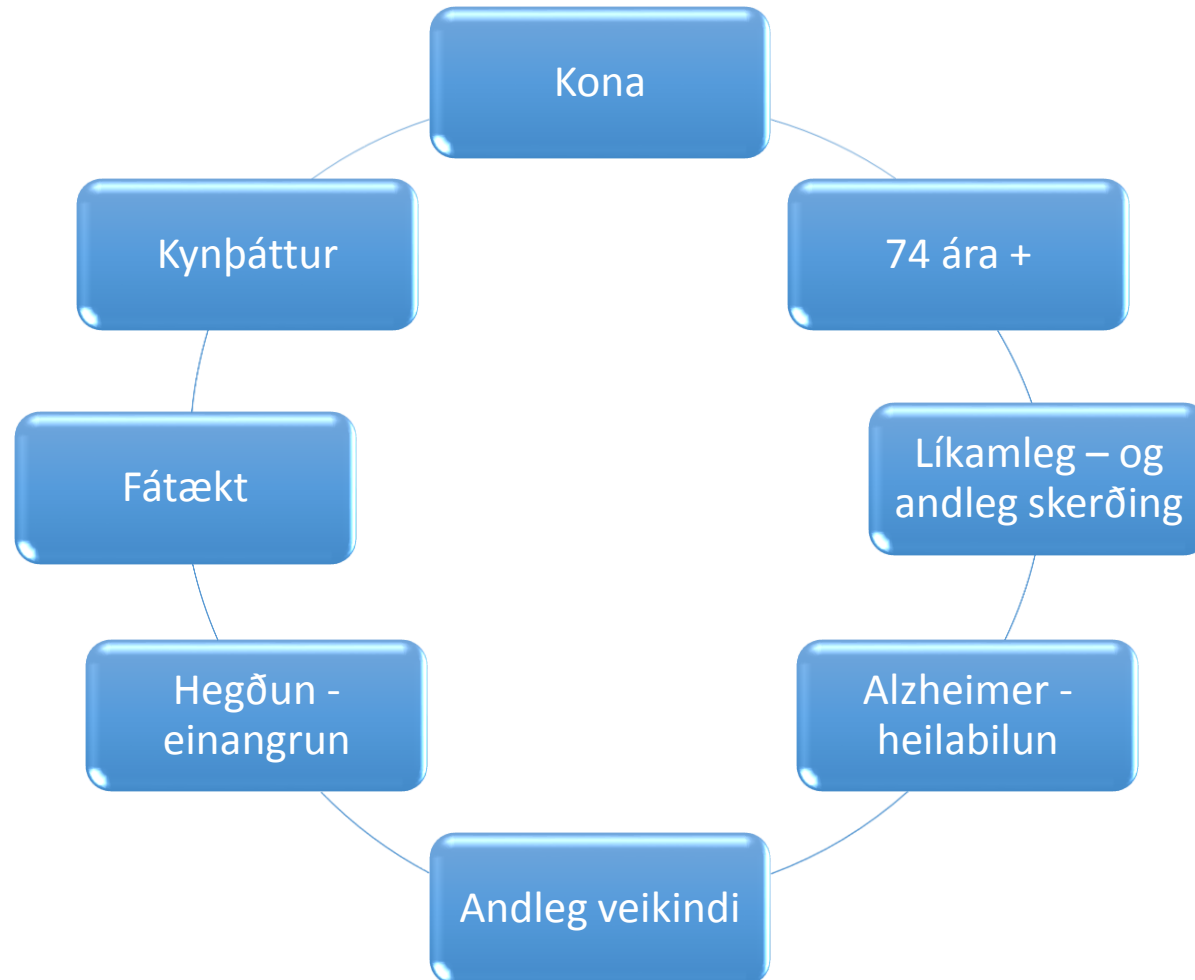 Kona
Kynþáttur
74 ára +
Fátækt
Líkamleg – og
andleg skerðing
Hegðun -
einangrun
Alzheimer -
heilabilun
Andleg veikindi